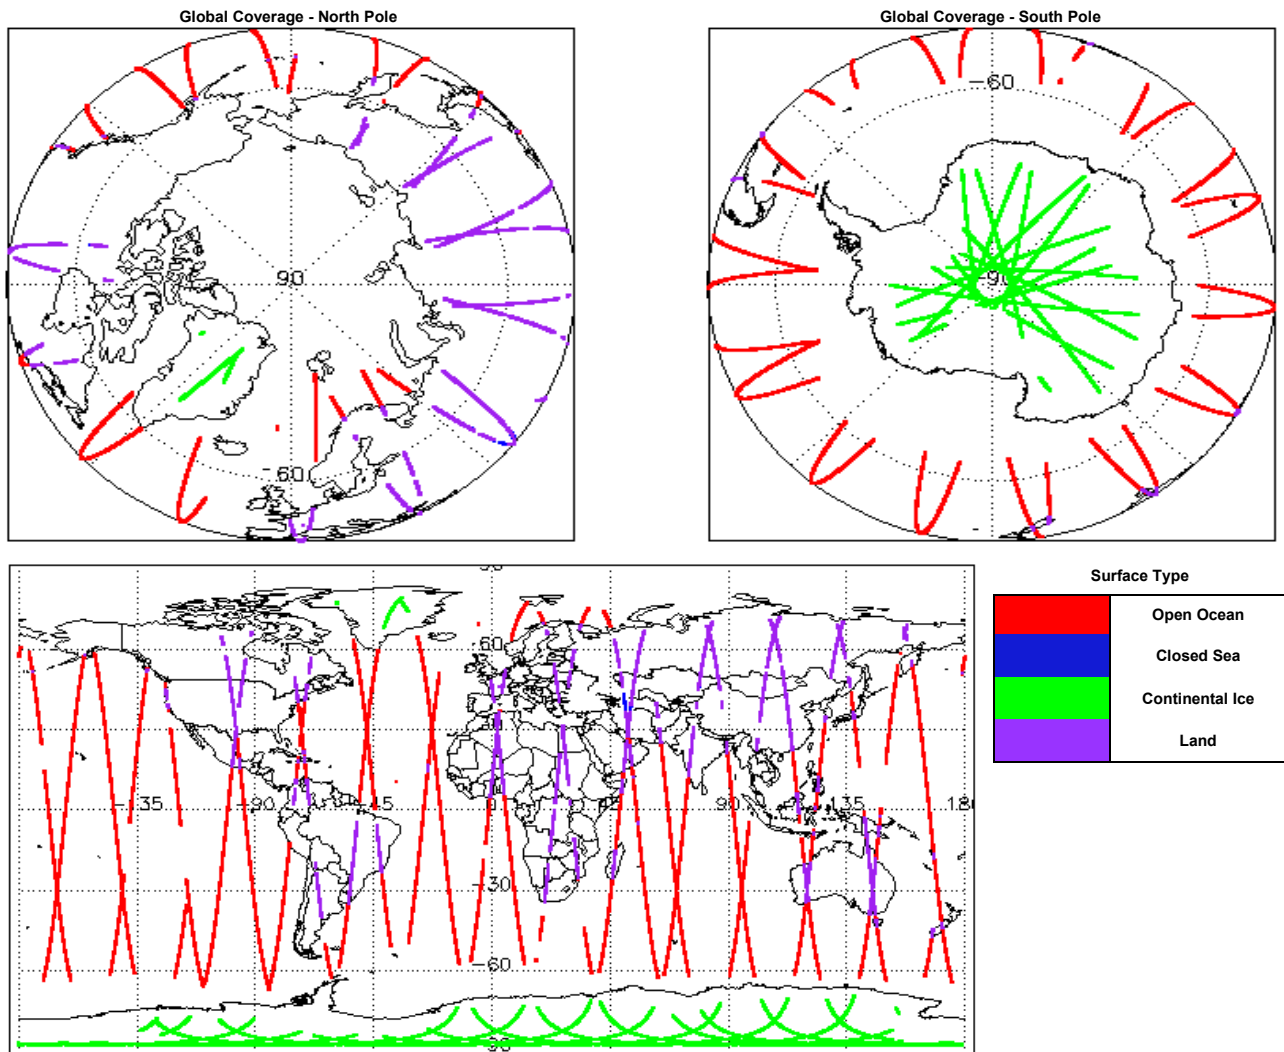 Global Coverage - North Pole
Global Coverage - South Pole
90
-60
-60
-90
Surface Type
Open Ocean
Closed Sea
Continental Ice
Land
60
-135
-90
-45
0
90
135
180
-30
-60